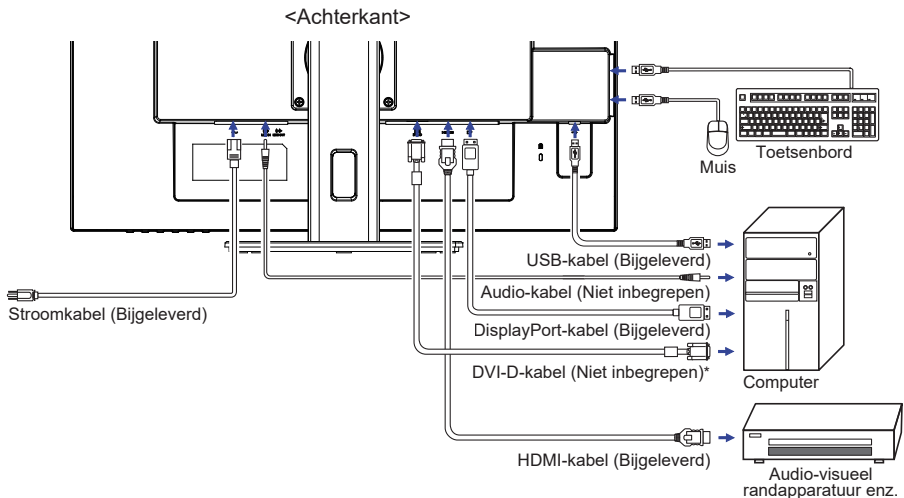 <Achterkant>
Muis
Toetsenbord
USB-kabel (Bijgeleverd)
Audio-kabel (Niet inbegrepen)
Stroomkabel (Bijgeleverd)
DisplayPort-kabel (Bijgeleverd)
DVI-D-kabel (Niet inbegrepen)*
Computer
HDMI-kabel (Bijgeleverd)
Audio-visueel
randapparatuur enz.